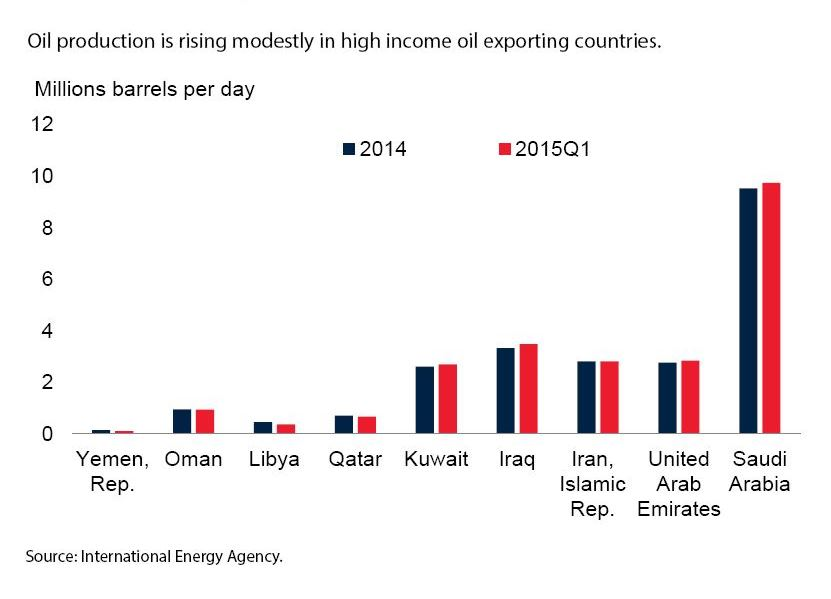 Oil production is rising modestly in high income oil exporting countries.
Millions barrels per day
12
2014 2015Q1
10
8
6
4
2
0
Yemen, Oman Libya Qatar Kuwait Iraq Iran, United Saudi
Rep. Islamic Arab Arabia
Rep. Emirates
Source: International Energy Agency.